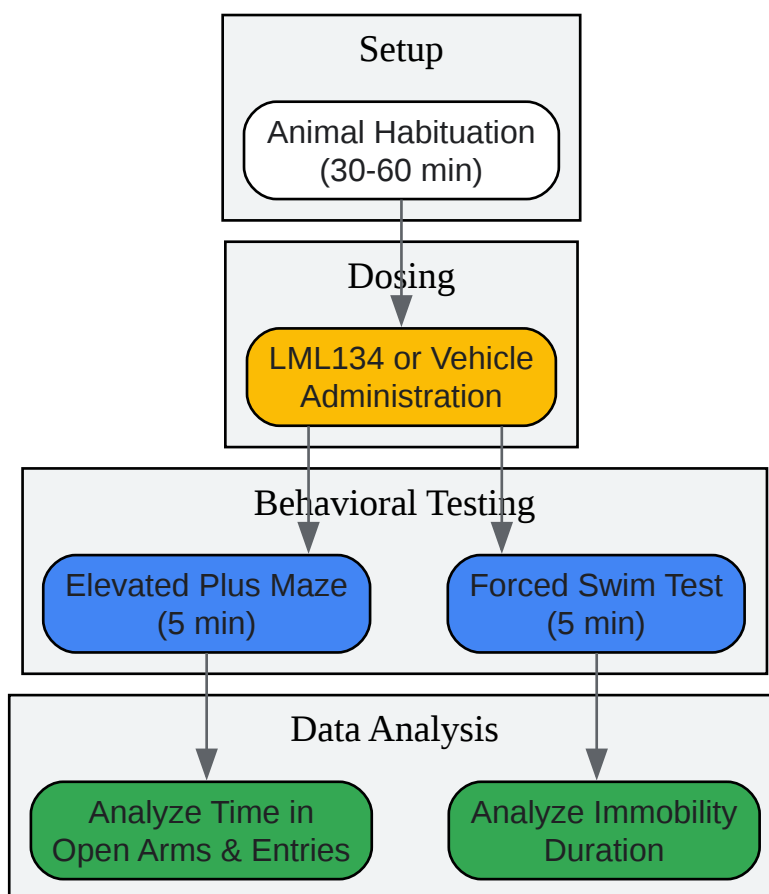 Setup
Animal Habituation
(30-60 min)
Dosing
LML134 or Vehicle
Administration
Behavioral Testing
Elevated Plus Maze
(5 min)
Forced Swim Test
(5 min)
Data Analysis
Analyze Time in
Open Arms & Entries
Analyze Immobility
Duration